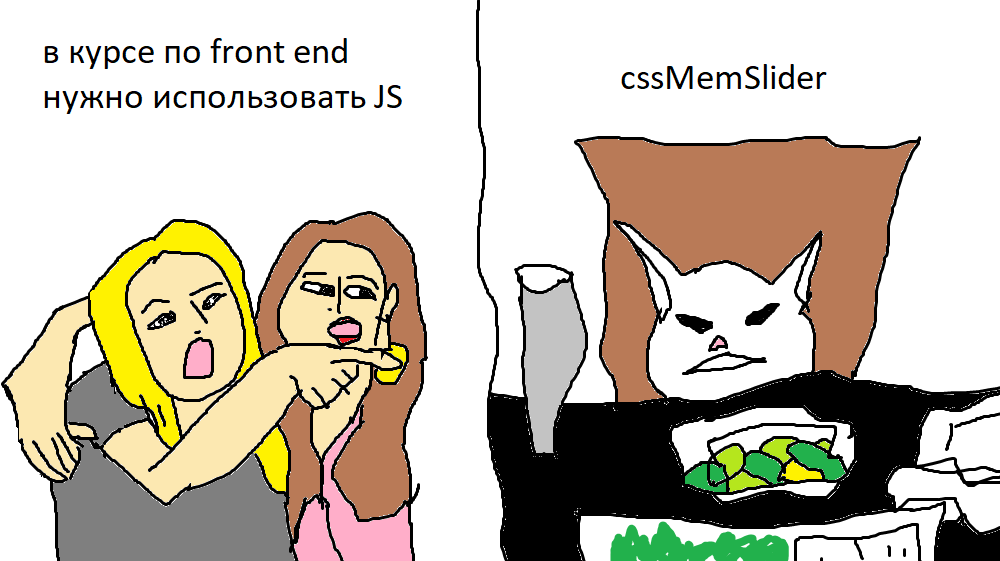 в курсе по front end
нужно использовать JS
cssMemSlider